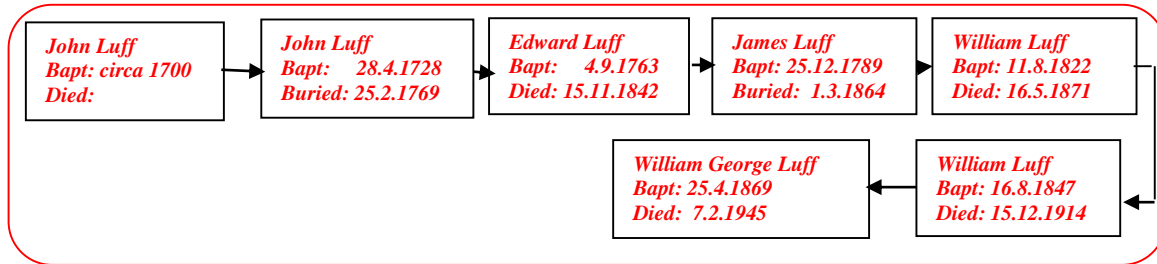 John Luff
Bapt: circa 1700
Died:
John Luff
Bapt: 28.4.1728
Buried: 25.2.1769
Edward Luff
Bapt: 4.9.1763
Died: 15.11.1842
James Luff
Bapt: 25.12.1789
Buried: 1.3.1864
William Luff
Bapt: 11.8.1822
Died: 16.5.1871
William Luff
Bapt: 16.8.1847
Died: 15.12.1914
William George Luff
Bapt: 25.4.1869
Died: 7.2.1945